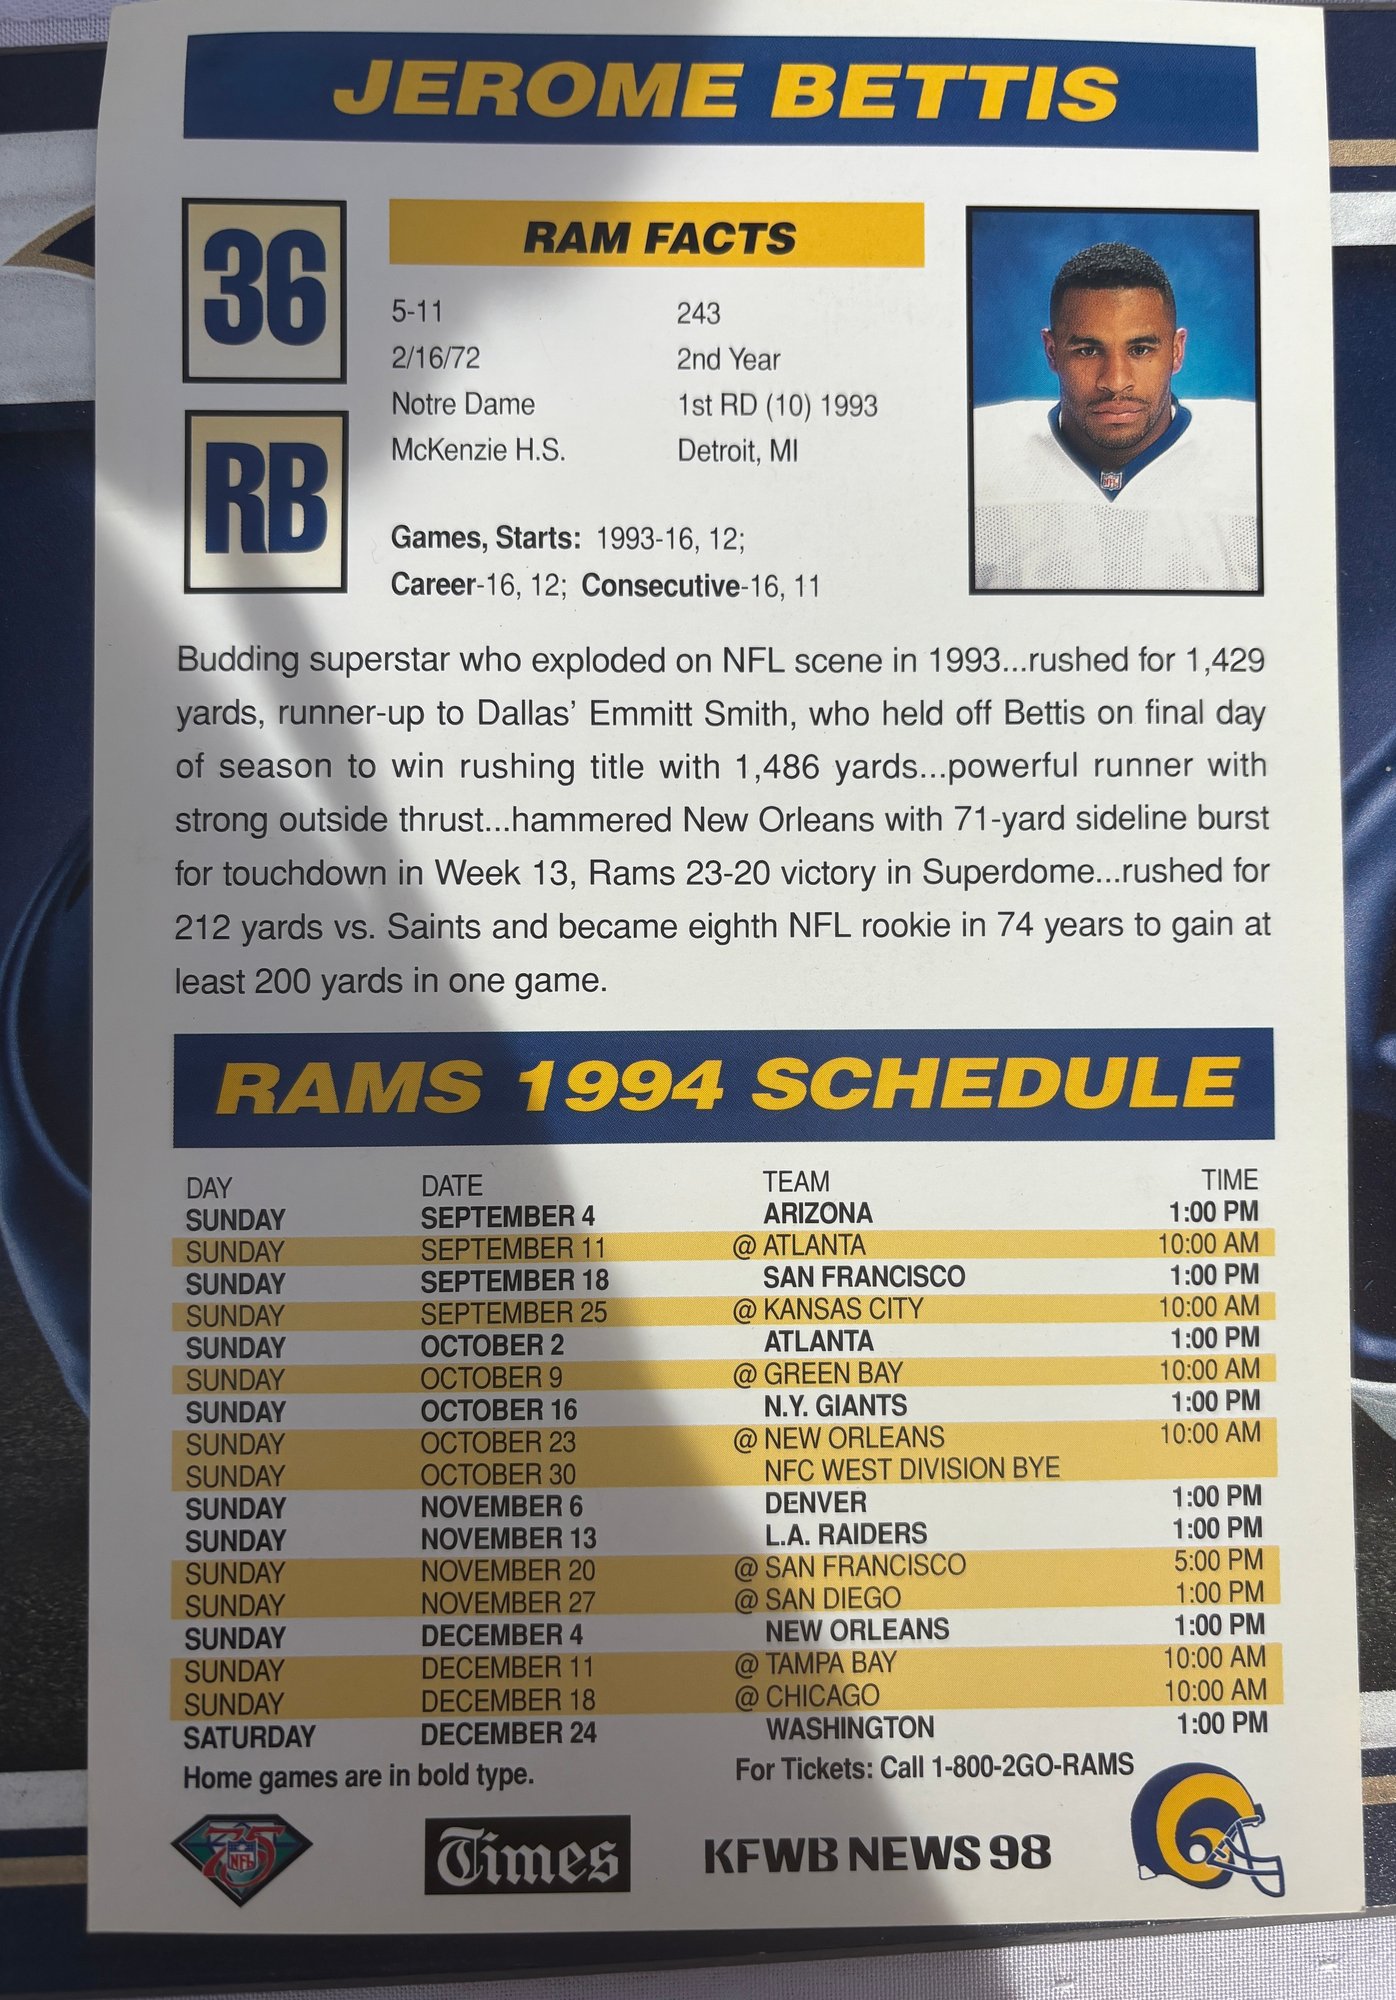 JEROME BETTIS
36
RB
RAM FACTS
5-11 243
2/16/72 2nd Year
Notre Dame 1st RD (10) 1993
McKenzie H.S. Detroit, MI
Games, Starts: 1993-16, 12;
Career-16, 12; Consecutive-16, 11
Budding superstar who exploded on NFL scene in 1993...rushed for 1,429
yards, runner-up to Dallas' Emmitt Smith, who held off Bettis on final day
of season to win rushing title with 1,486 yards...powerful runner with
strong outside thrust...hammered New Orleans with 71-yard sideline burst
for touchdown in Week 13, Rams 23-20 victory in Superdome...rushed for
212 yards vs. Saints and became eighth NFL rookie in 74 years to gain at
least 200 yards in one game.
RAMS 1994 SCHEDULE
DAY DATE TEAM TIME
SUNDAY SEPTEMBER 4 ARIZONA 1:00 PM
SUNDAY SEPTEMBER 11 @ ATLANTA 10:00 AM
SUNDAY SEPTEMBER 18 SAN FRANCISCO 1:00 PM
SUNDAY SEPTEMBER 25 @ KANSAS CITY 10:00 AM
SUNDAY OCTOBER 2 ATLANTA 1:00 PM
SUNDAY OCTOBER 9 @ GREEN BAY 10:00 AM
SUNDAY OCTOBER 16 N.Y. GIANTS 1:00 PM
SUNDAY OCTOBER 23 @ NEW ORLEANS 10:00 AM
SUNDAY OCTOBER 30 NFC WEST DIVISION BYE
SUNDAY NOVEMBER 6 DENVER 1:00 PM
SUNDAY NOVEMBER 13 L.A. RAIDERS 1:00 PM
SUNDAY NOVEMBER 20 @ SAN FRANCISCO 5:00 PM
SUNDAY NOVEMBER 27 @ SAN DIEGO 1:00 PM
SUNDAY DECEMBER 4 NEW ORLEANS 1:00 PM
SUNDAY DECEMBER 11 @ TAMPA BAY 10:00 AM
SUNDAY DECEMBER 18 @ CHICAGO 10:00 AM
SATURDAY DECEMBER 24 WASHINGTON 1:00 PM
Home games are in bold type. For Tickets: Call 1-800-2GO-RAMS
75 NFL Times KFWB NEWS 98